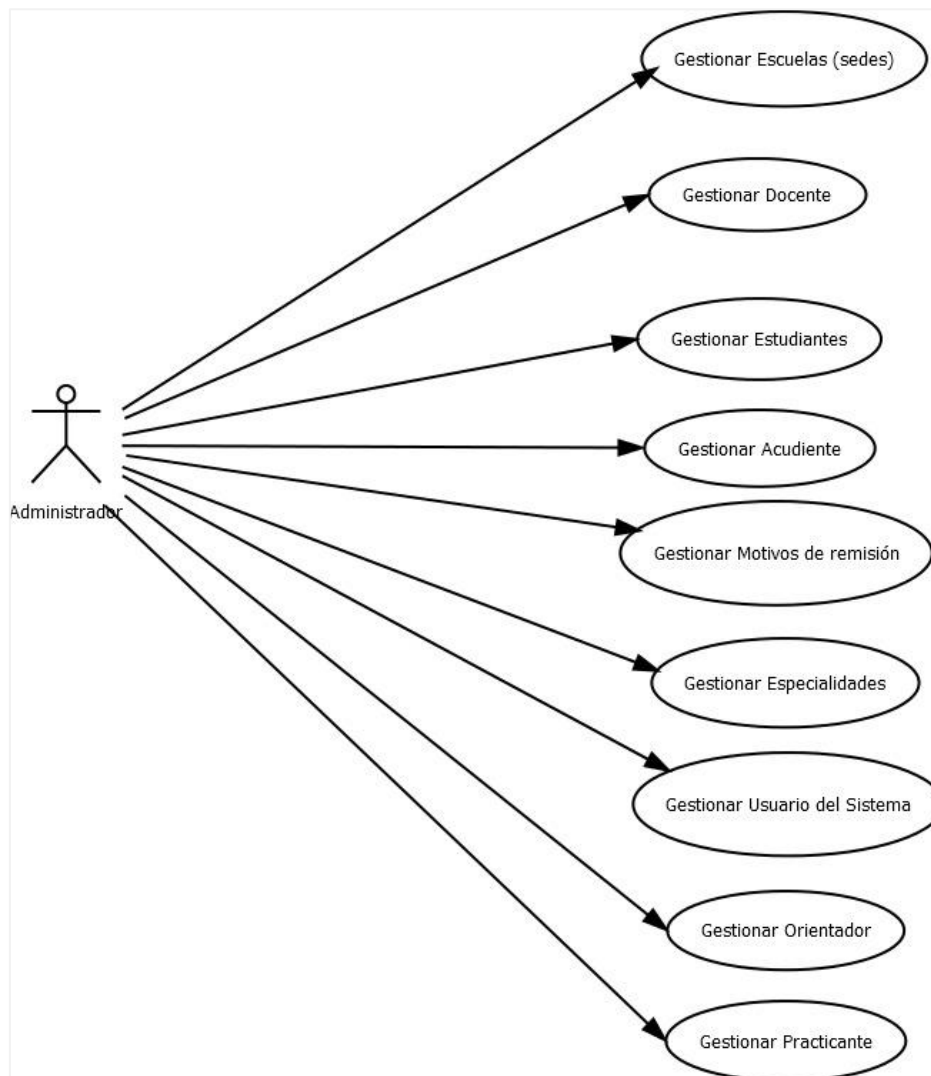 Gestionar Escuelas (sedes)
Gestionar Docente
Gestionar Estudiantes
Gestionar Acudiente
Administrador
Gestionar Motivos de remisión
Gestionar Especialidades
Gestionar Usuario del Sistema
Gestionar Orientador
Gestionar Practicante